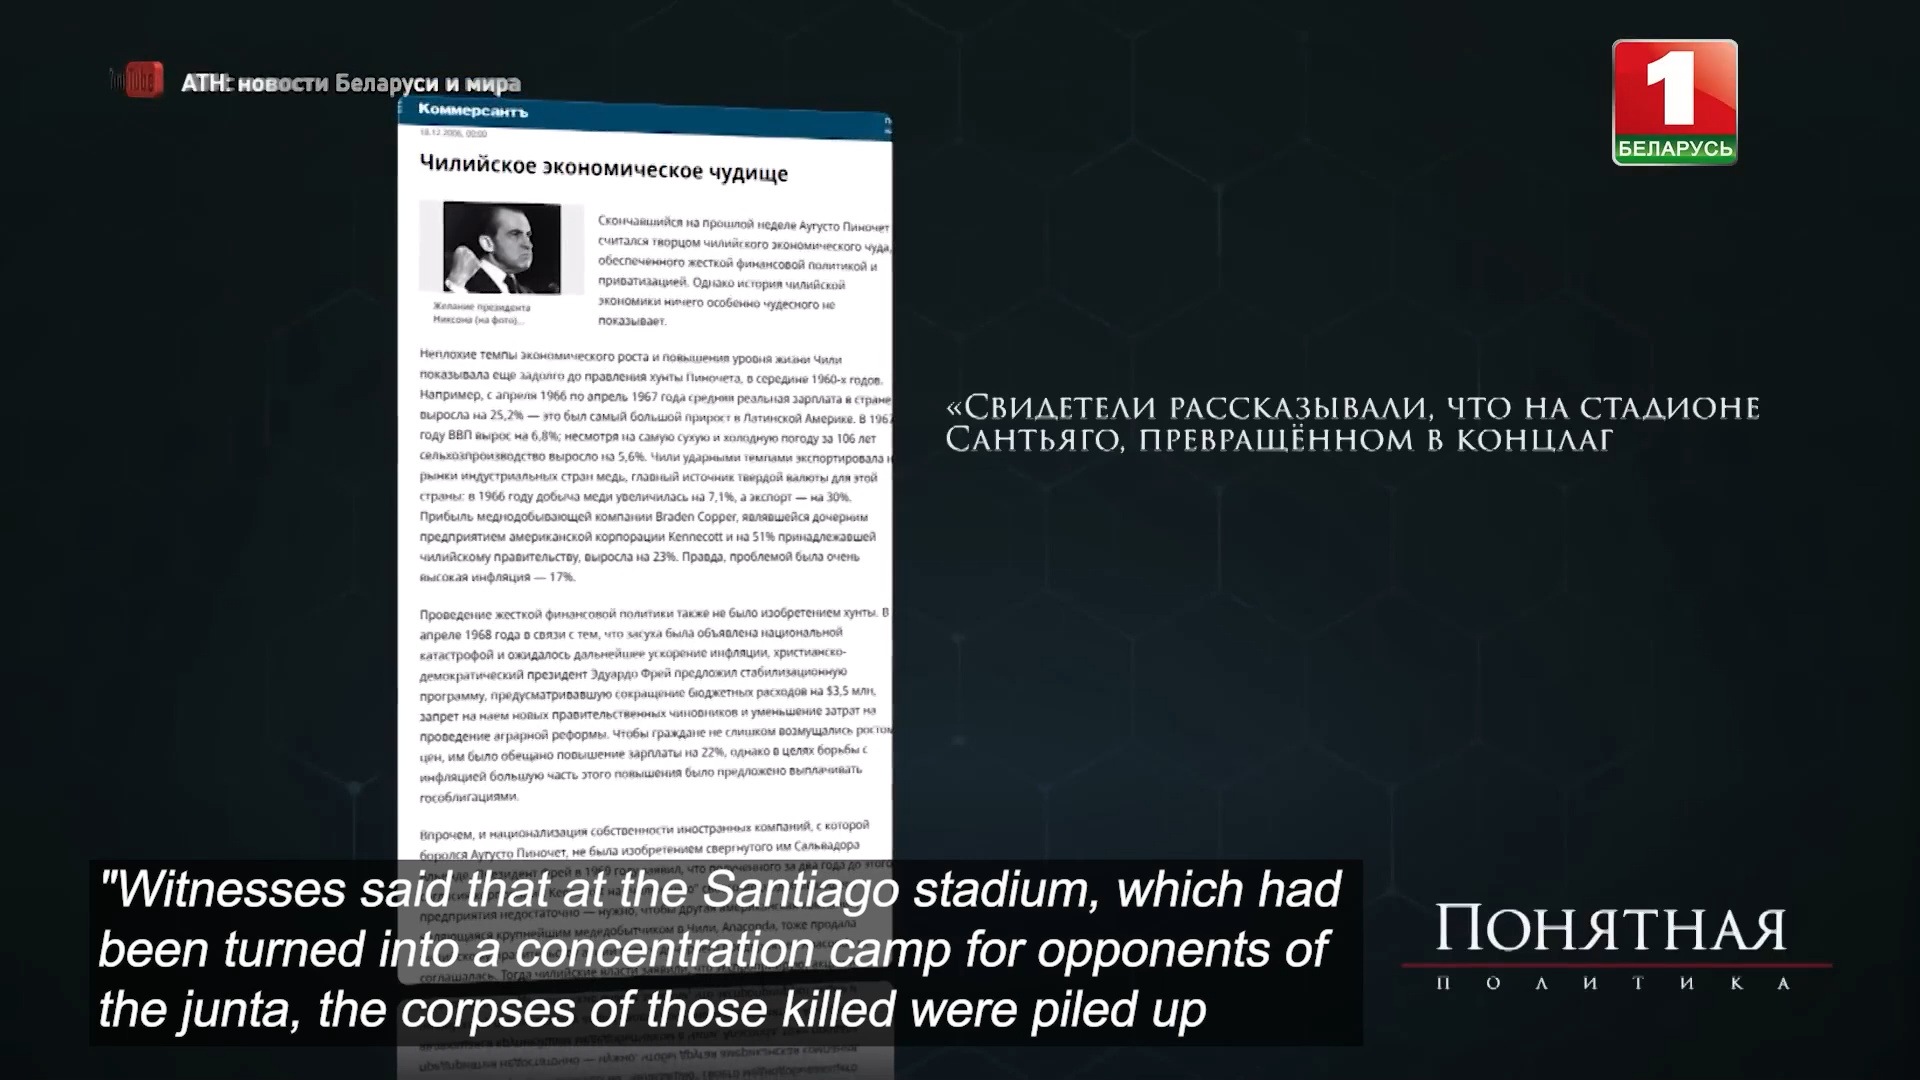 АТН: новости Беларуси и мира
1
БЕЛАРУСЬ
Коммерсантъ
18.12.2006, 00:00
Чилийское экономическое чудище
Желание президента
Никсона (на фото)...
Скончавшийся на прошлой неделе Аугусто Пиночет
считался творцом чилийского экономического чуда,
обеспеченного жесткой финансовой политикой и
приватизацией. Однако история чилийской
экономики ничего особенно чудесного не
показывает.
Неплохие темпы экономического роста и повышения уровня жизни Чили
показывала еще задолго до правления хунты Пиночета, в середине 1960-х годов.
Например, с апреля 1966 по апрель 1967 года средняя реальная зарплата в стране
выросла на 25,2% — это был самый большой прирост в Латинской Америке. В 1967
году ВВП вырос на 6,8%; несмотря на самую сухую и холодную погоду за 106 лет
сельхозпроизводство выросло на 5,6%. Чили ударными темпами экспортировала
рынки индустриальных стран медь, главный источник твердой валюты для этой
страны: в 1966 году добыча меди увеличилась на 7,1%, а экспорт — на 30%.
Прибыль меднодобывающей компании Braden Copper, являвшейся дочерним
предприятием американской корпорации Kennecott и на 51% принадлежавшей
чилийскому правительству, выросла на 23%. Правда, проблемой была очень
высокая инфляция — 17%.
Проведение жесткой финансовой политики также не было изобретением хунты. В
апреле 1968 года в связи с тем, что засуха была объявлена национальной
катастрофой и ожидалось дальнейшее ускорение инфляции, христианско-
демократический президент Эдуардо Фрей предложил стабилизационную
программу, предусматривавшую сокращение бюджетных расходов на $3,5 млн,
запрет на наем новых правительственных чиновников и уменьшение затрат на
проведение аграрной реформы. Чтобы граждане не слишком возмущались ростом
цен, им было обещано повышение зарплаты на 22%, однако в целях борьбы с
инфляцией большую часть этого повышения было предложено выплачивать
гособлигациями.
Впрочем, и национализация собственности иностранных компаний, с которой
боролся Аугусто Пиночет, не была изобретением свергнутого им Сальвадора
«Свидетели рассказывали, что на стадионе
Сантьяго, превращённом в концлаг
"Witnesses said that at the Santiago stadium, which had
been turned into a concentration camp for opponents of
the junta, the corpses of those killed were piled up
Понятная
политика